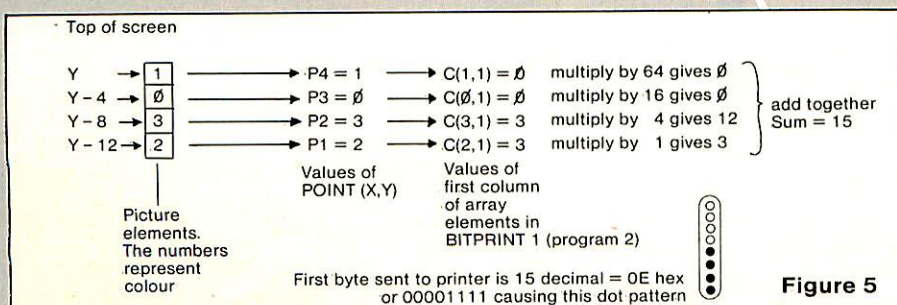 Top of screen
Y → 1 → P4 = 1 → C(1,1) = Ø multiply by 64 gives Ø
Y – 4 → Ø → P3 = Ø → C(Ø,1) = Ø multiply by 16 gives Ø
Y – 8 → 3 → P2 = 3 → C(3,1) = 3 multiply by 4 gives 12
Y – 12 → 2 → P1 = 2 → C(2,1) = 3 multiply by 1 gives 3
add together
Sum = 15
Values of
POINT (X,Y)
Values of
first column
of array
elements in
BITPRINT 1 (program 2)
Picture
elements.
The numbers
represent
colour
First byte sent to printer is 15 decimal = 0E hex
or 00001111 causing this dot pattern
Figure 5